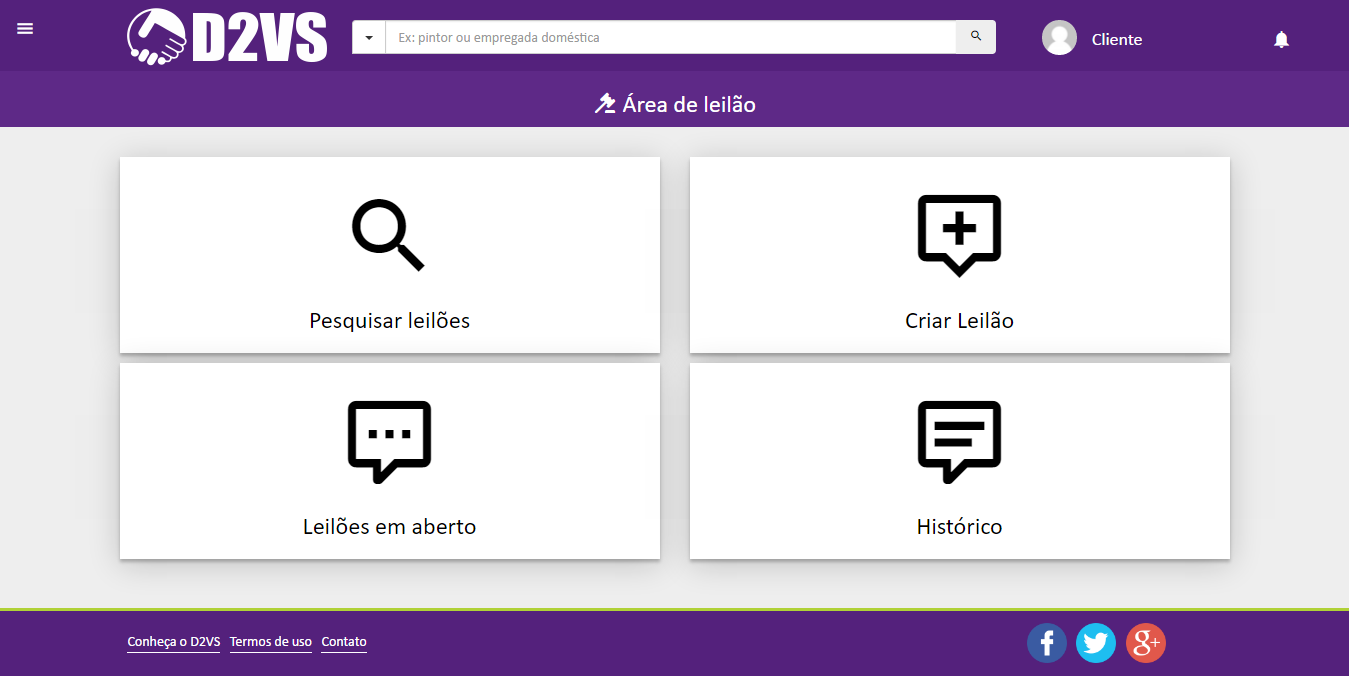 D2VS
Ex: pintor ou empregada doméstica
Cliente
Área de leilão
Pesquisar leilões
Criar Leilão
Leilões em aberto
Histórico
Conheça o D2VS Termos de uso Contato